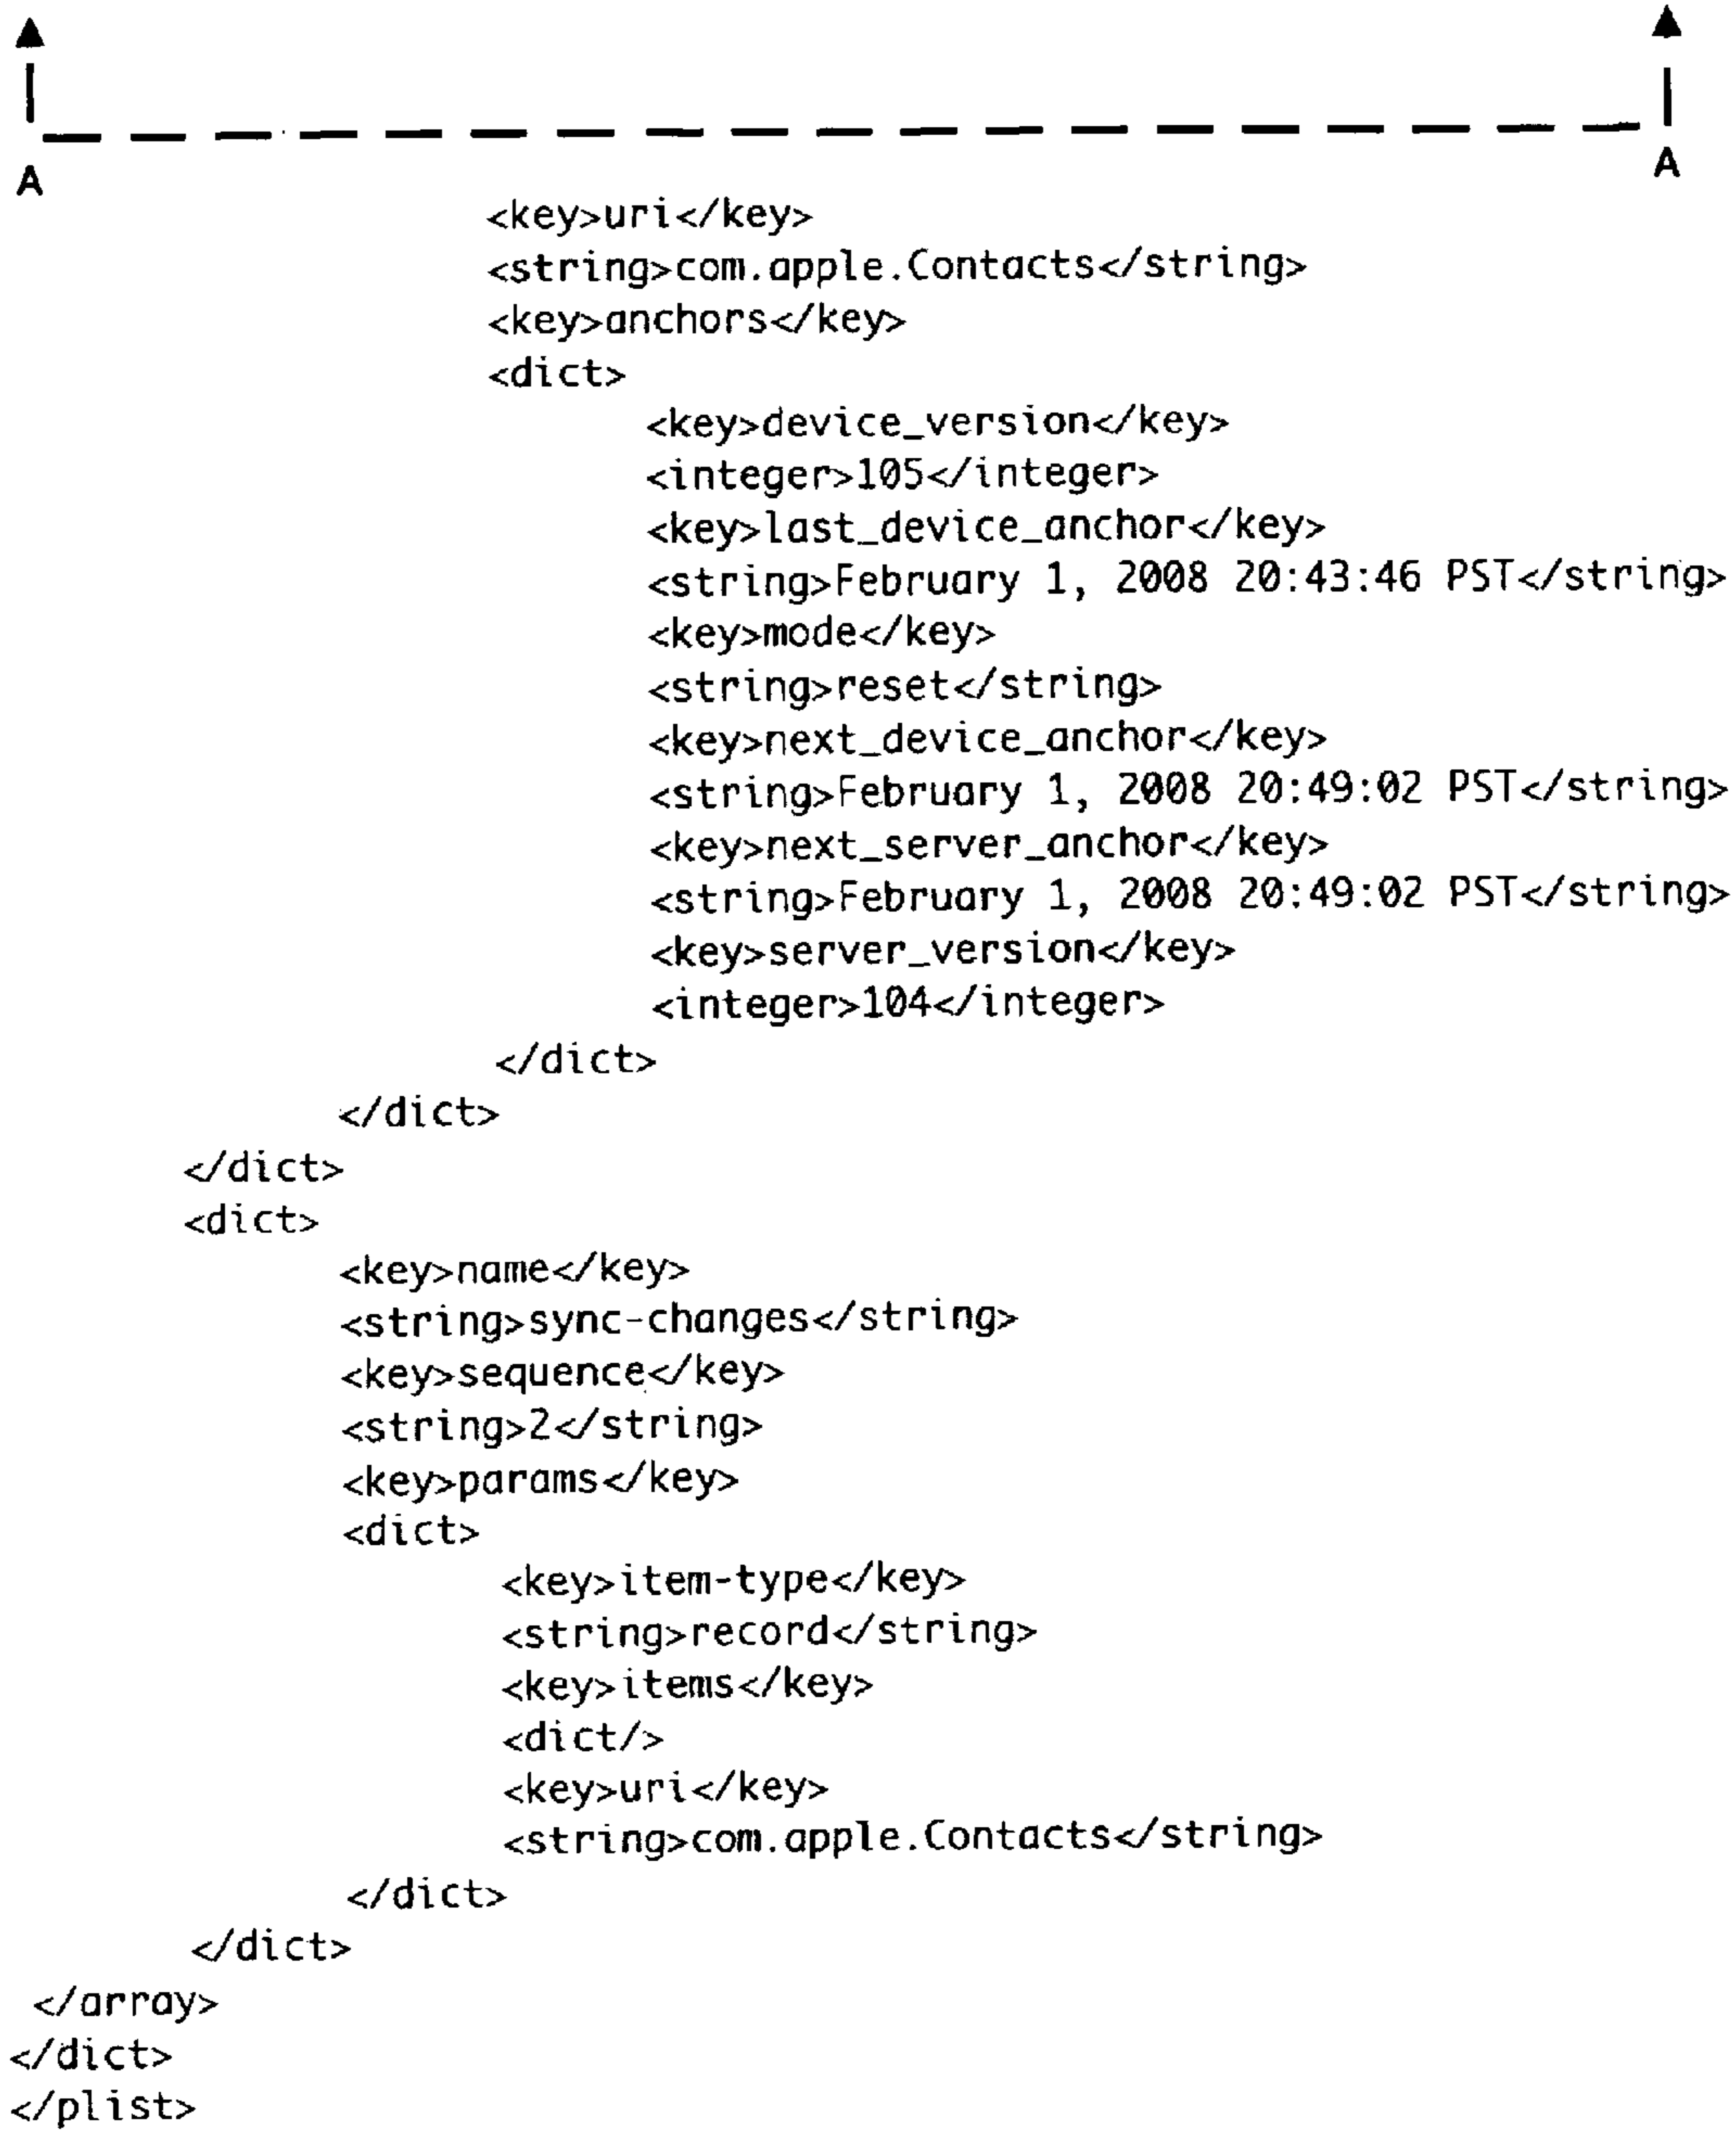 A A
<key>uri</key>
<string>com.apple.Contacts</string>
<key>anchors</key>
<dict>
<key>device_version</key>
<integer>105</integer>
<key>last_device_anchor</key>
<string>February 1, 2008 20:43:46 PST</string>
<key>mode</key>
<string>reset</string>
<key>next_device_anchor</key>
<string>February 1, 2008 20:49:02 PST</string>
<key>next_server_anchor</key>
<string>February 1, 2008 20:49:02 PST</string>
<key>server_version</key>
<integer>104</integer>
</dict>
</dict>
</dict>
<dict>
<key>name</key>
<string>sync-changes</string>
<key>sequence</key>
<string>2</string>
<key>params</key>
<dict>
<key>item-type</key>
<string>record</string>
<key>items</key>
<dict/>
<key>uri</key>
<string>com.apple.Contacts</string>
</dict>
</dict>
</array>
</dict>
</plist>